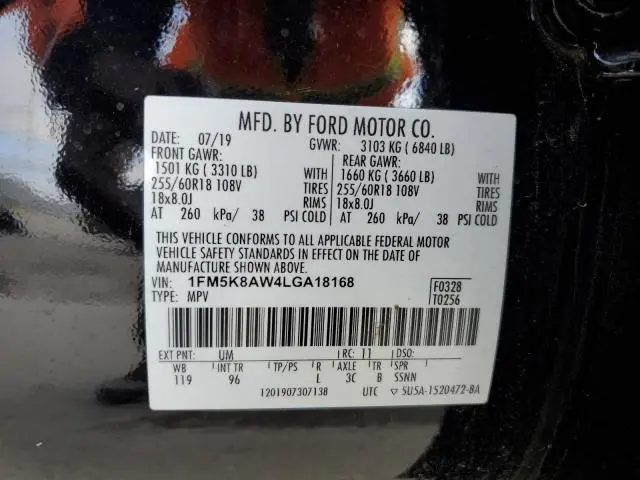 MFD. BY FORD MOTOR CO.
DATE: 07/19 GVWR: 3103 KG ( 6840 LB)
FRONT GAWR: REAR GAWR:
1501 KG ( 3310 LB) WITH 1660 KG ( 3660 LB) WITH
255/60R18 108V TIRES 255/60R18 108V TIRES
18x8.0J RIMS 18x8.0J RIMS
AT 260 kPa/ 38 PSI COLD AT 260 kPa/ 38 PSI COLD
THIS VEHICLE CONFORMS TO ALL APPLICABLE FEDERAL MOTOR
VEHICLE SAFETY STANDARDS IN EFFECT ON THE DATE OF
MANUFACTURE SHOWN ABOVE.
VIN: 1FM5K8AW4LGA18168 F0328
TYPE: MPV T0256
EXT PNT: UM RC: 11 DSO:
WB INT TR TP/PS R AXLE TR SPR
119 96 L 3C B SSNN
1201907307138 UTC ▽ 5U5A-1520472-BA